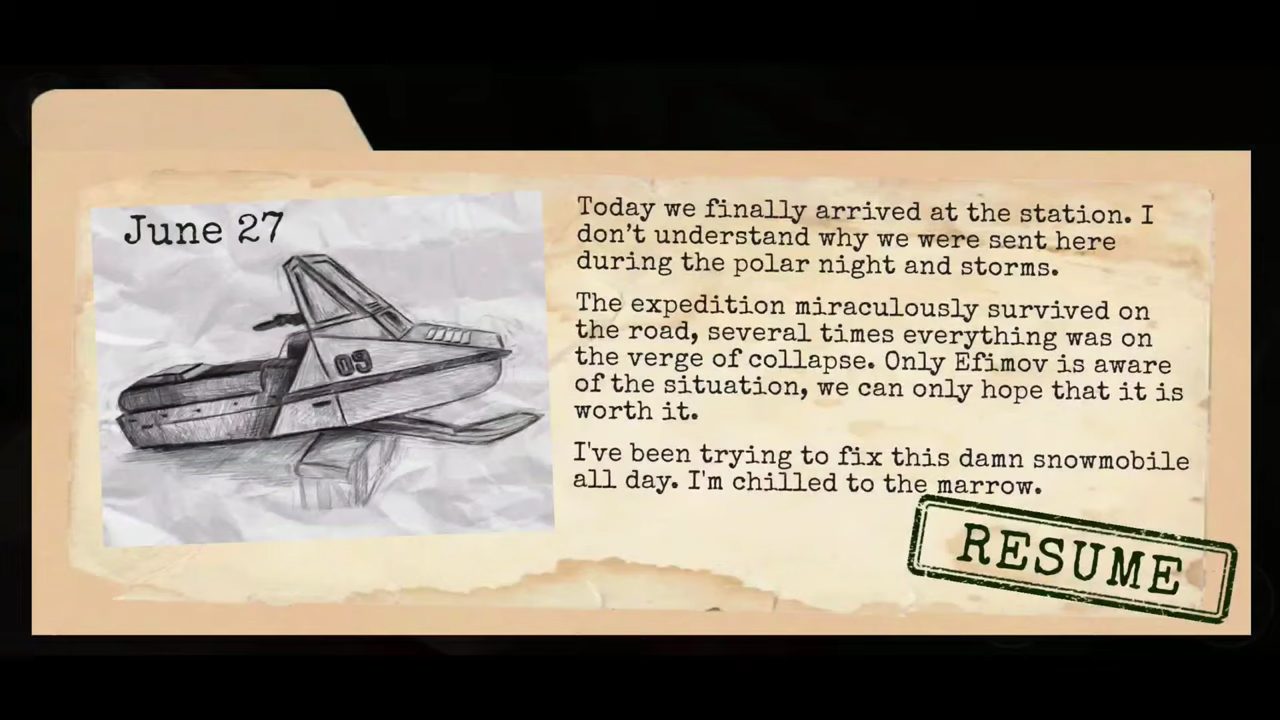 June 27
09
Today we finally arrived at the station. I
don't understand why we were sent here
during the polar night and storms.
The expedition miraculously survived on
the road, several times everything was on
the verge of collapse. Only Efimov is aware
of the situation, we can only hope that it is
worth it.
I've been trying to fix this damn snowmobile
all day. I'm chilled to the marrow.
RESUME